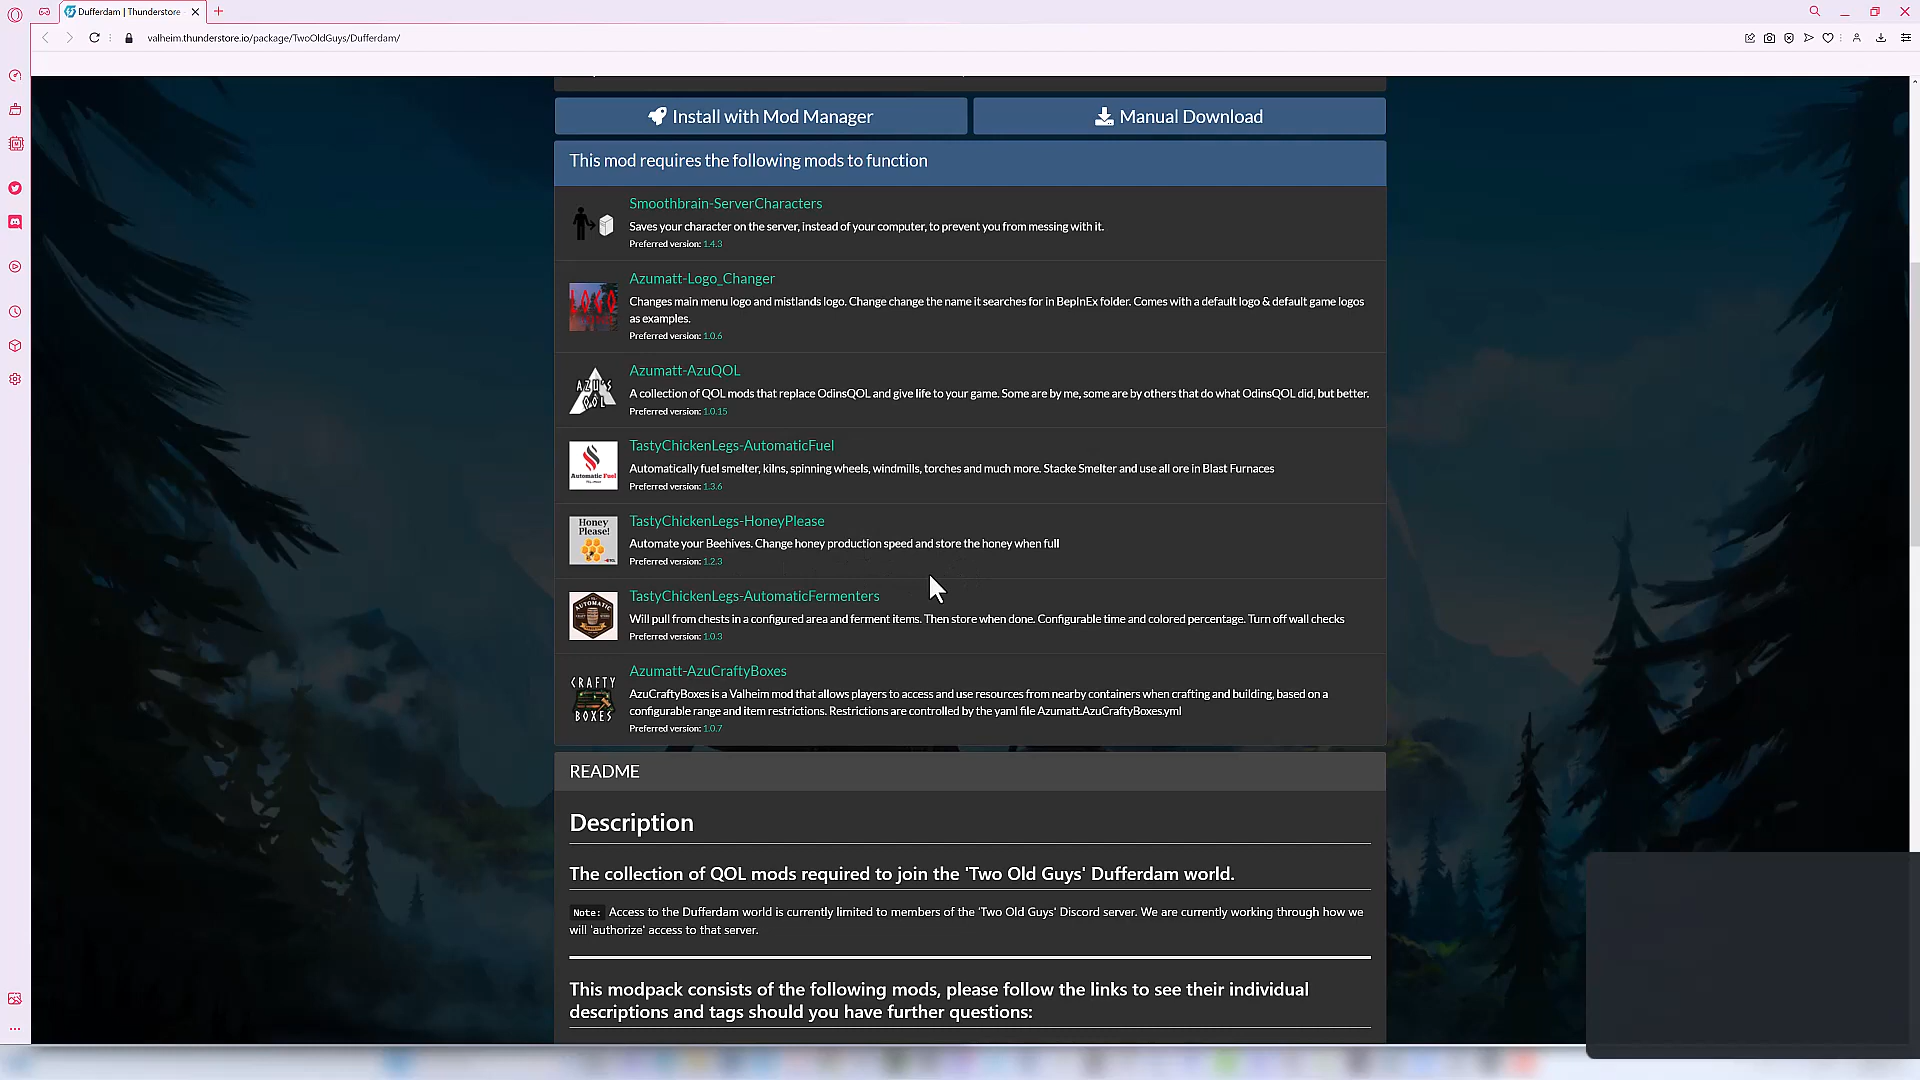 Dufferdam | Thunderstore
valheim.thunderstore.io/package/TwoOldGuys/Dufferdam/
Install with Mod Manager
Manual Download
This mod requires the following mods to function
Smoothbrain-ServerCharacters
Saves your character on the server, instead of your computer, to prevent you from messing with it.
Preferred version: 1.4.3
Azumatt-Logo_Changer
Changes main menu logo and mistlands logo. Change change the name it searches for in BepInEx folder. Comes with a default logo & default game logos
as examples.
Preferred version: 1.0.6
AZU'S
QOL
Azumatt-AzuQOL
A collection of QOL mods that replace OdinsQOL and give life to your game. Some are by me, some are by others that do what OdinsQOL did, but better.
Preferred version: 1.0.15
Automatic Fuel
TastyChickenLegs-AutomaticFuel
Automatically fuel smelter, kilns, spinning wheels, windmills, torches and much more. Stacke Smelter and use all ore in Blast Furnaces
Preferred version: 1.3.6
Honey
Please!
TastyChickenLegs-HoneyPlease
Automate your Beehives. Change honey production speed and store the honey when full
Preferred version: 1.2.3
AUTOMATIC
TastyChickenLegs-AutomaticFermenters
Will pull from chests in a configured area and ferment items. Then store when done. Configurable time and colored percentage. Turn off wall checks
Preferred version: 1.0.3
CRAFTY
BOXES
Azumatt-AzuCraftyBoxes
AzuCraftyBoxes is a Valheim mod that allows players to access and use resources from nearby containers when crafting and building, based on a
configurable range and item restrictions. Restrictions are controlled by the yaml file Azumatt.AzuCraftyBoxes.yml
Preferred version: 1.0.7
README
Description
The collection of QOL mods required to join the 'Two Old Guys' Dufferdam world.
Note: Access to the Dufferdam world is currently limited to members of the 'Two Old Guys' Discord server. We are currently working through how we
will 'authorize' access to that server.
This modpack consists of the following mods, please follow the links to see their individual
descriptions and tags should you have further questions: